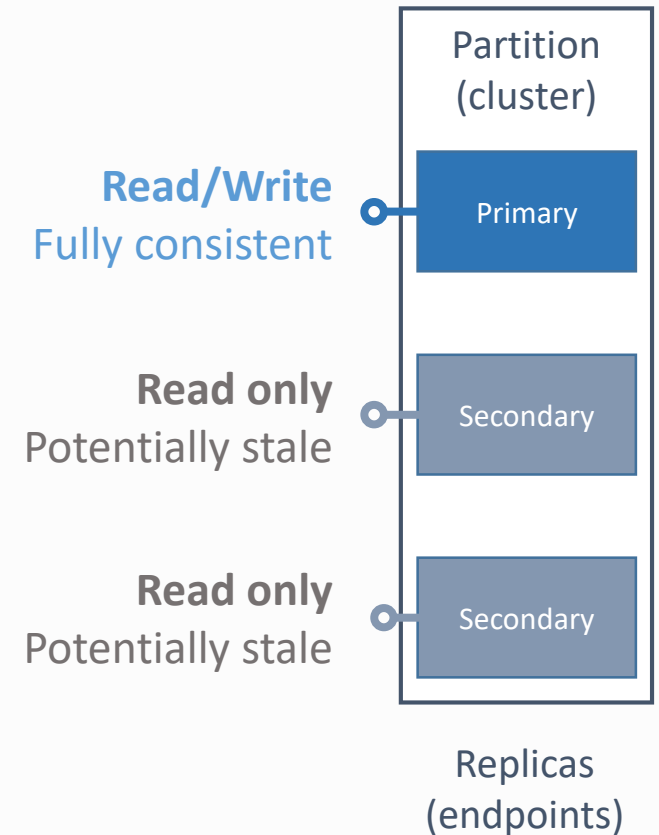 Partition
(cluster)
Read/Write
Fully consistent
Primary
Read only
Potentially stale
Secondary
Read only
Potentially stale
Secondary
Replicas
(endpoints)